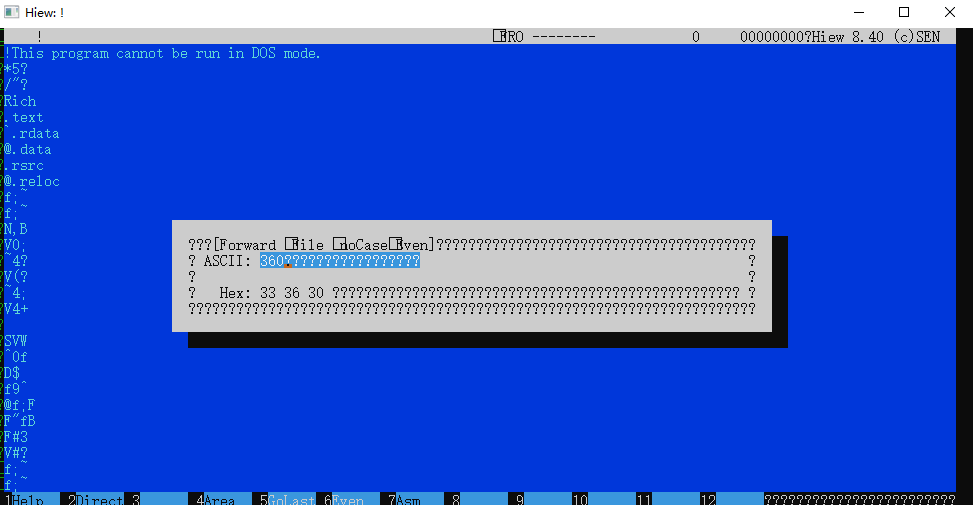 Hiew: !
! FRO -------- 0 00000000?Hiew 8.40 (c)SEN
!This program cannot be run in DOS mode.
?*5?
?/~?
?Rich
?.text
?`.rdata
?@.data
?.rsrc
?@.reloc
?f;~
?f;~
?N,B
?V0;
?~4?
?V(?
?~4;
?V4+
?
?SVW
?^0f
?D$
?f9^
?@f;F
?F~fB
?F#3
?V#?
f;~
f;~
???[Forward File noCase Even]????????????????????????????????????????
? ASCII: 360????????????????? ?
? ?
? Hex: 33 36 30 ??????????????????????????????????????????????????? ?
???????????????????????????????????????????????????????????????????????
1Help 2Direct 3 4Area 5GoLast 6Even 7Asm 8 9 10 11 12 ????????????????????????